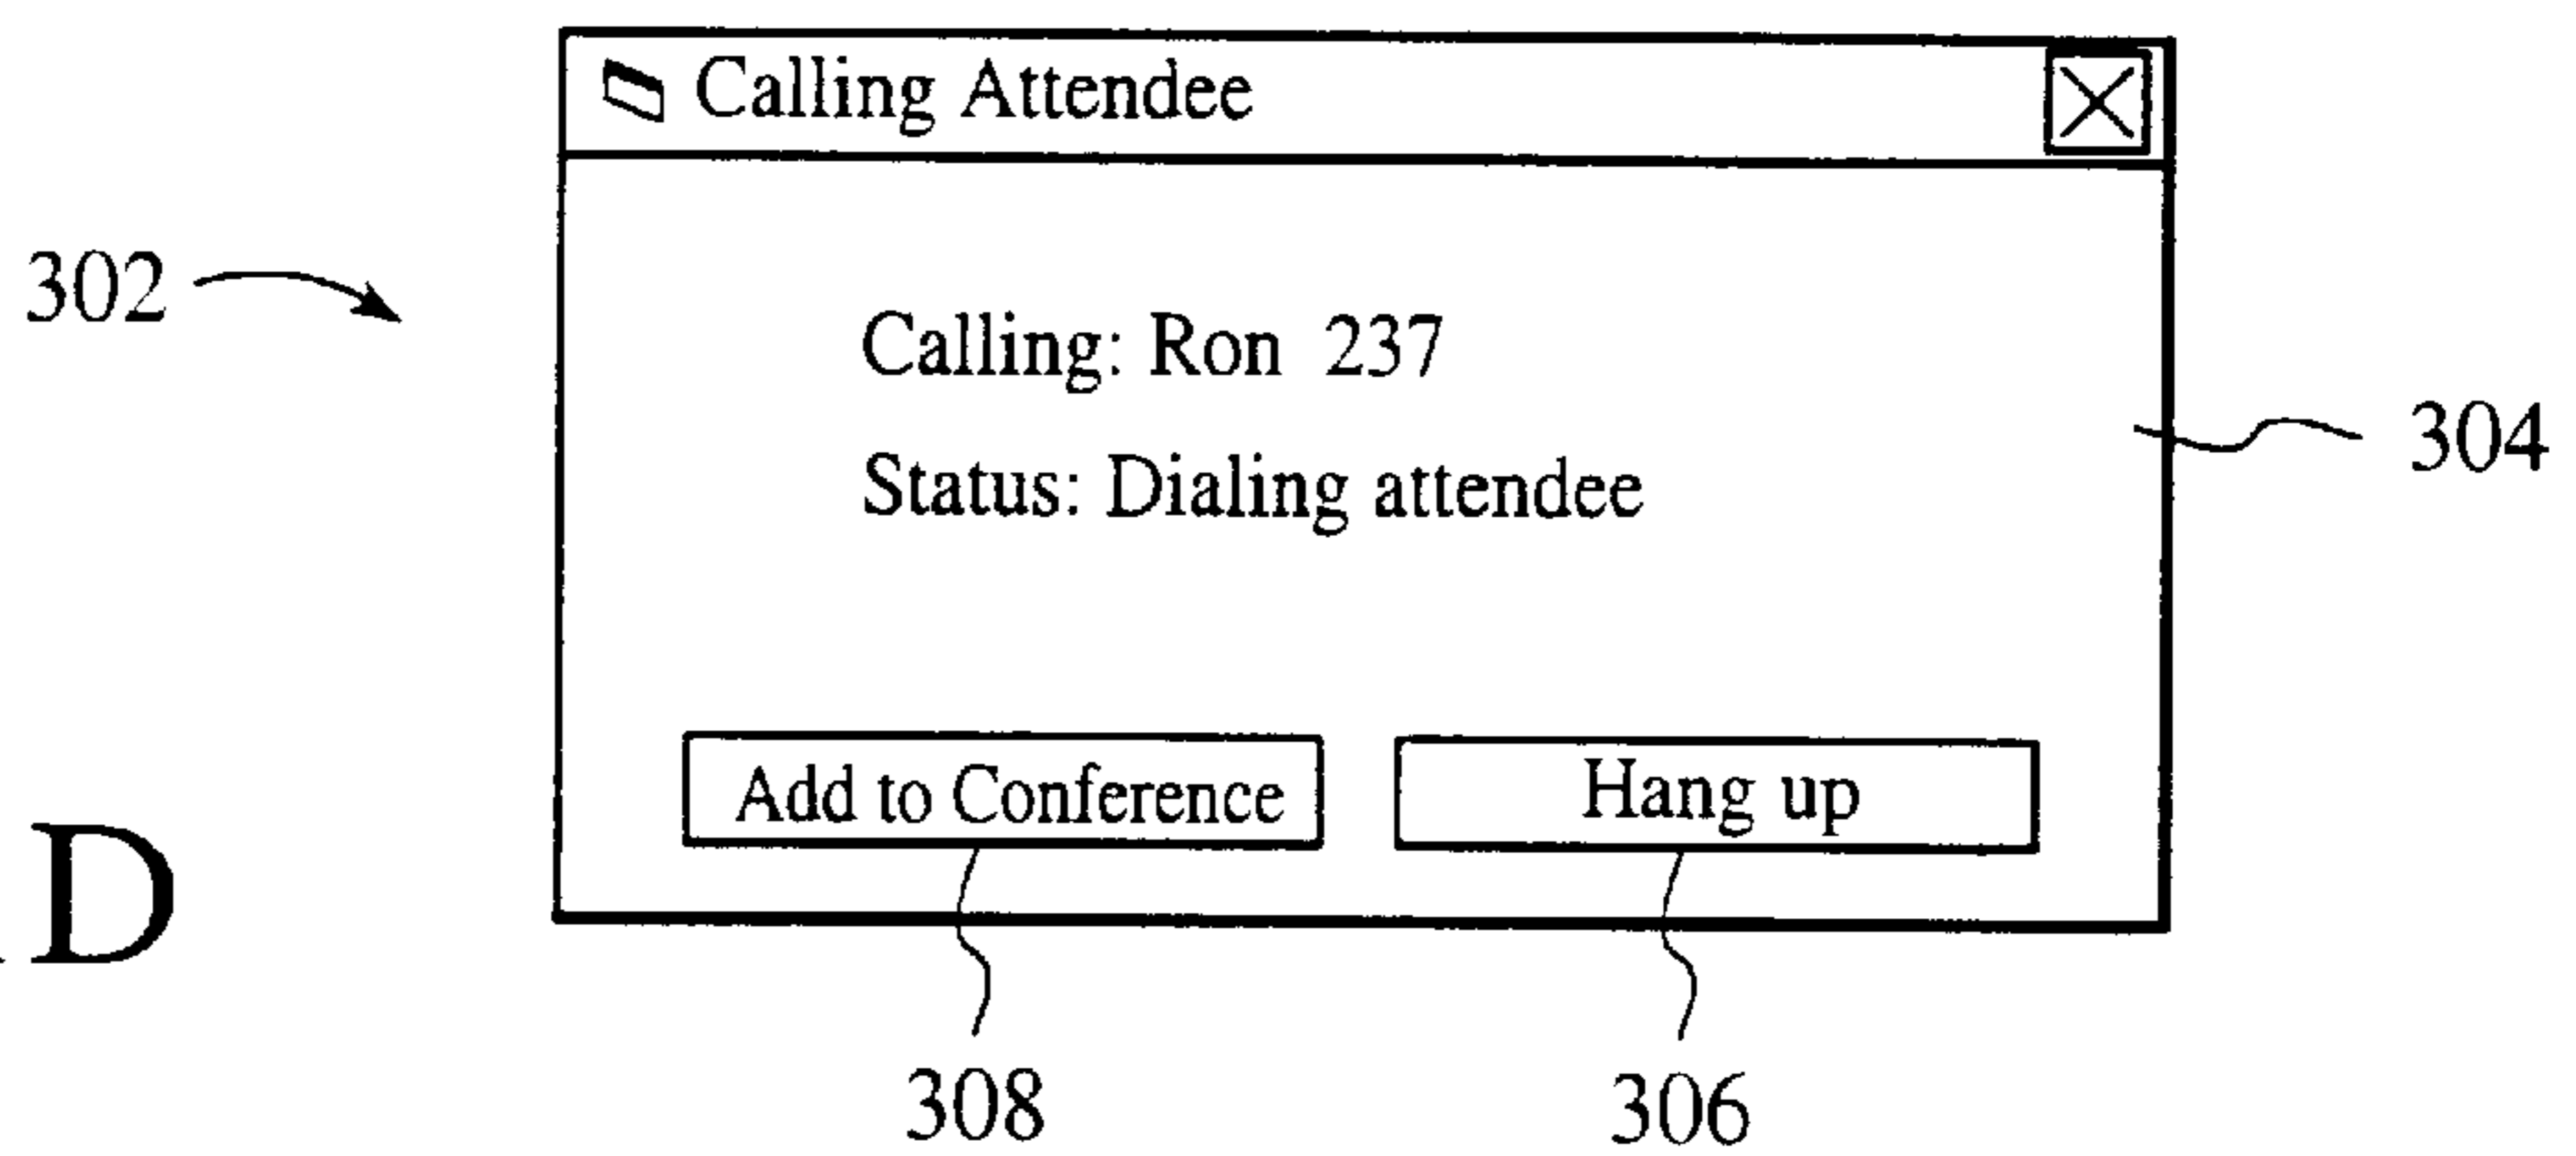 Calling Attendee
302
Calling: Ron 237
304
Status: Dialing attendee
Add to Conference
Hang up
D
308
306